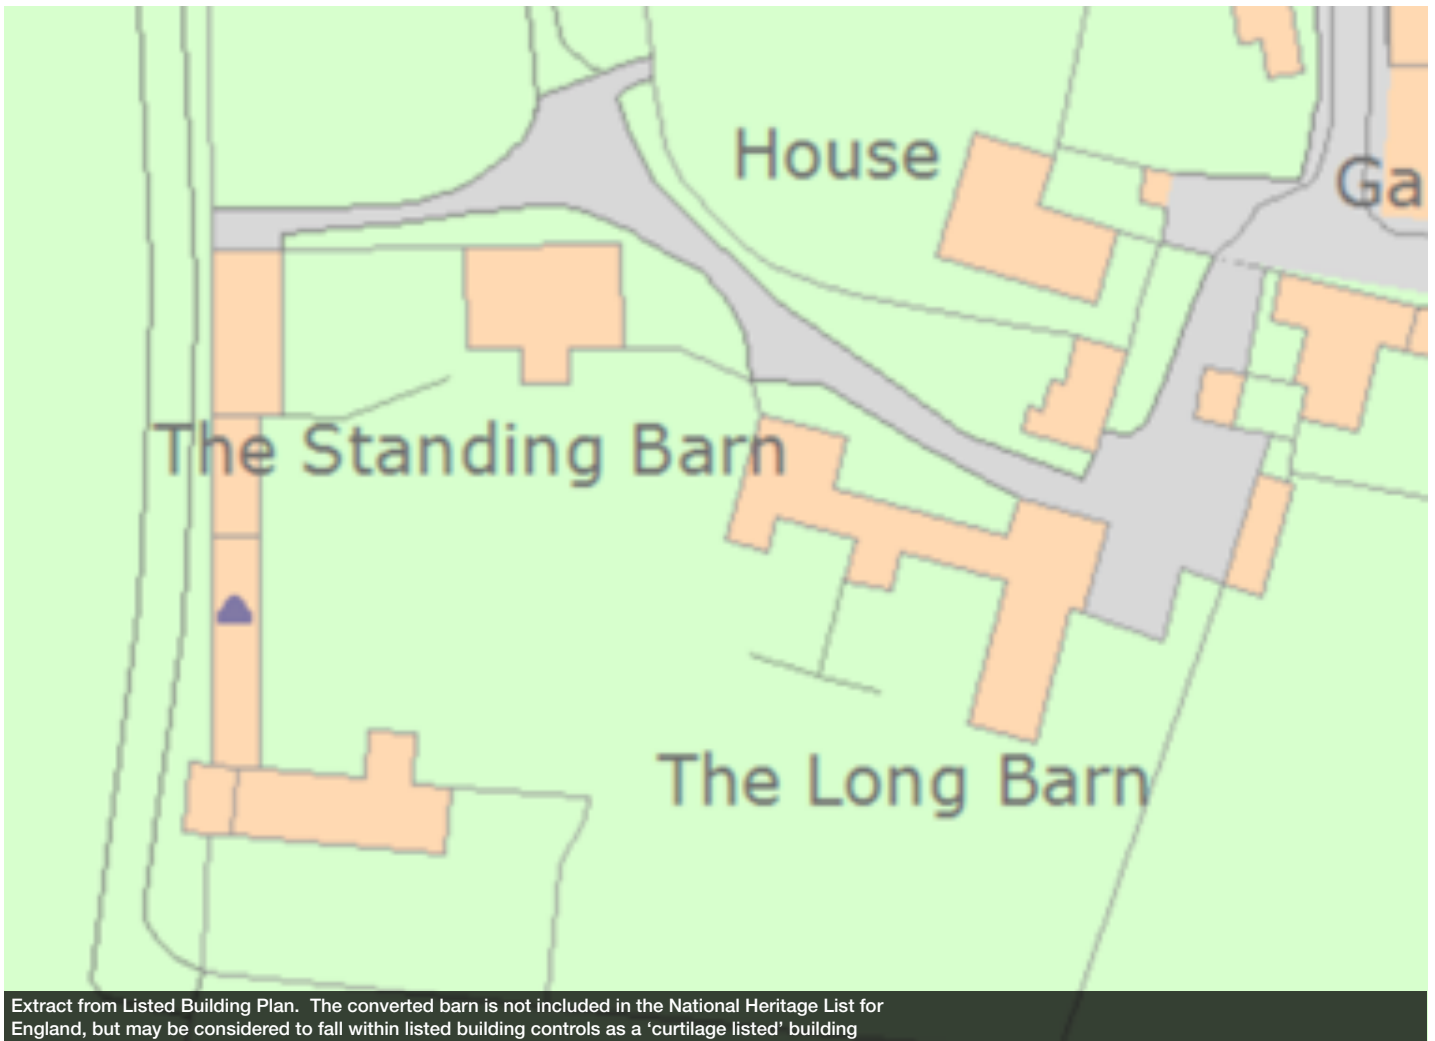 House
Ga
The Standing Barn
The Long Barn
Extract from Listed Building Plan.  The converted barn is not included in the National Heritage List for
England, but may be considered to fall within listed building controls as a ‘curtilage listed’ building